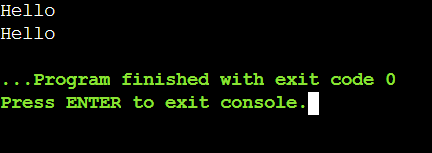 Hello
Hello
...Program finished with exit code 0
Press ENTER to exit console.